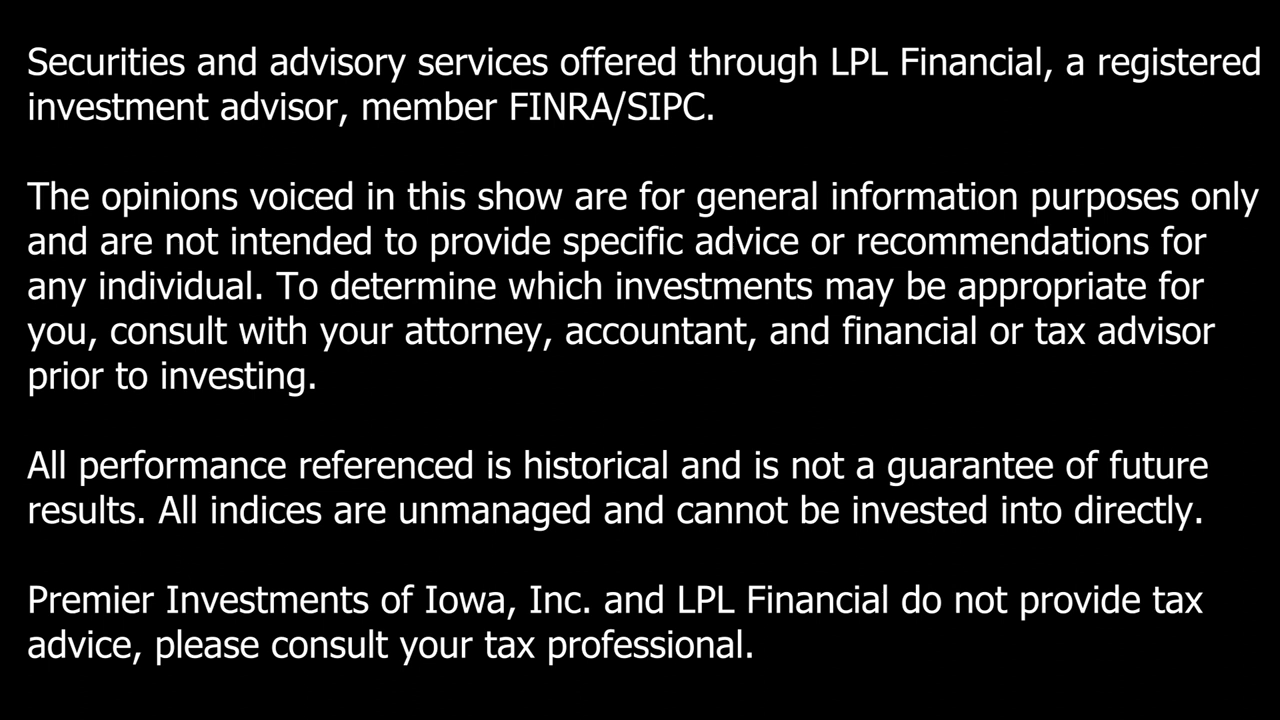 Securities and advisory services offered through LPL Financial, a registered
investment advisor, member FINRA/SIPC.
The opinions voiced in this show are for general information purposes only
and are not intended to provide specific advice or recommendations for
any individual. To determine which investments may be appropriate for
you, consult with your attorney, accountant, and financial or tax advisor
prior to investing.
All performance referenced is historical and is not a guarantee of future
results. All indices are unmanaged and cannot be invested into directly.
Premier Investments of Iowa, Inc. and LPL Financial do not provide tax
advice, please consult your tax professional.